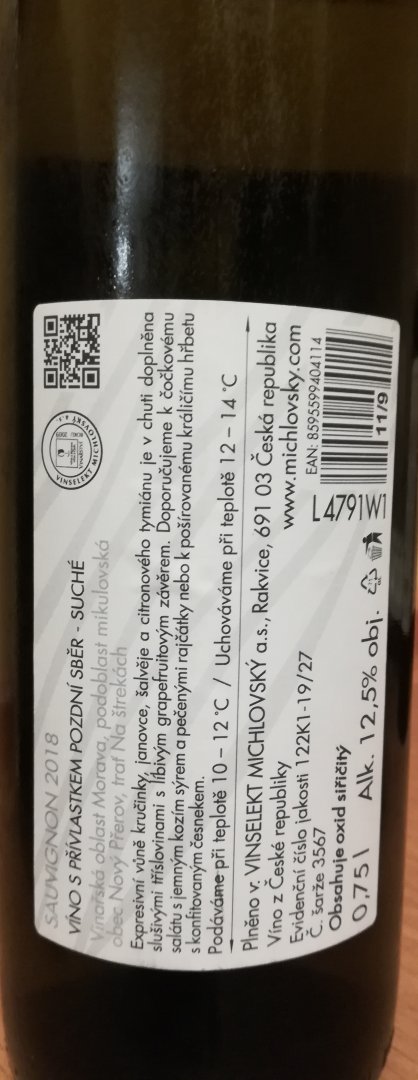 SAUVIGNON 2018
VÍNO S PŘÍVLASTKEM POZDNÍ SBĚR - SUCHÉ
Vinařská oblast Morava, podoblast mikulovská
obec Nový Přerov, trať Na štrekách
Expresivní vůně kručinky, janovce, šalvěje a citronového tymiánu je v chuti doplněna
slušivými tříslovinami s líbivým grapefruitovým závěrem. Doporučujeme k čočkovému
salátu s jemným kozím sýrem a pečenými rajčátky nebo k pošírovanému králičímu hřbetu
s konfitovaným česnekem.
Podáváme při teplotě 10 – 12 °C / Uchováváme při teplotě 12 – 14 °C
Plněno v: VINSELEKT MICHLOVSKÝ a.s., Rakvice, 691 03 Česká republika
Víno z České republiky
www.michlovsky.com
Evidenční číslo jakosti 122K1-19/27
EAN: 8595599404114
Č. šarže 3567
Obsahuje oxid siřičitý
L4791W1
11/9
0,75 l Alk. 12,5% obj.
VINSELEKT MICHLOVSKÝ a.s.